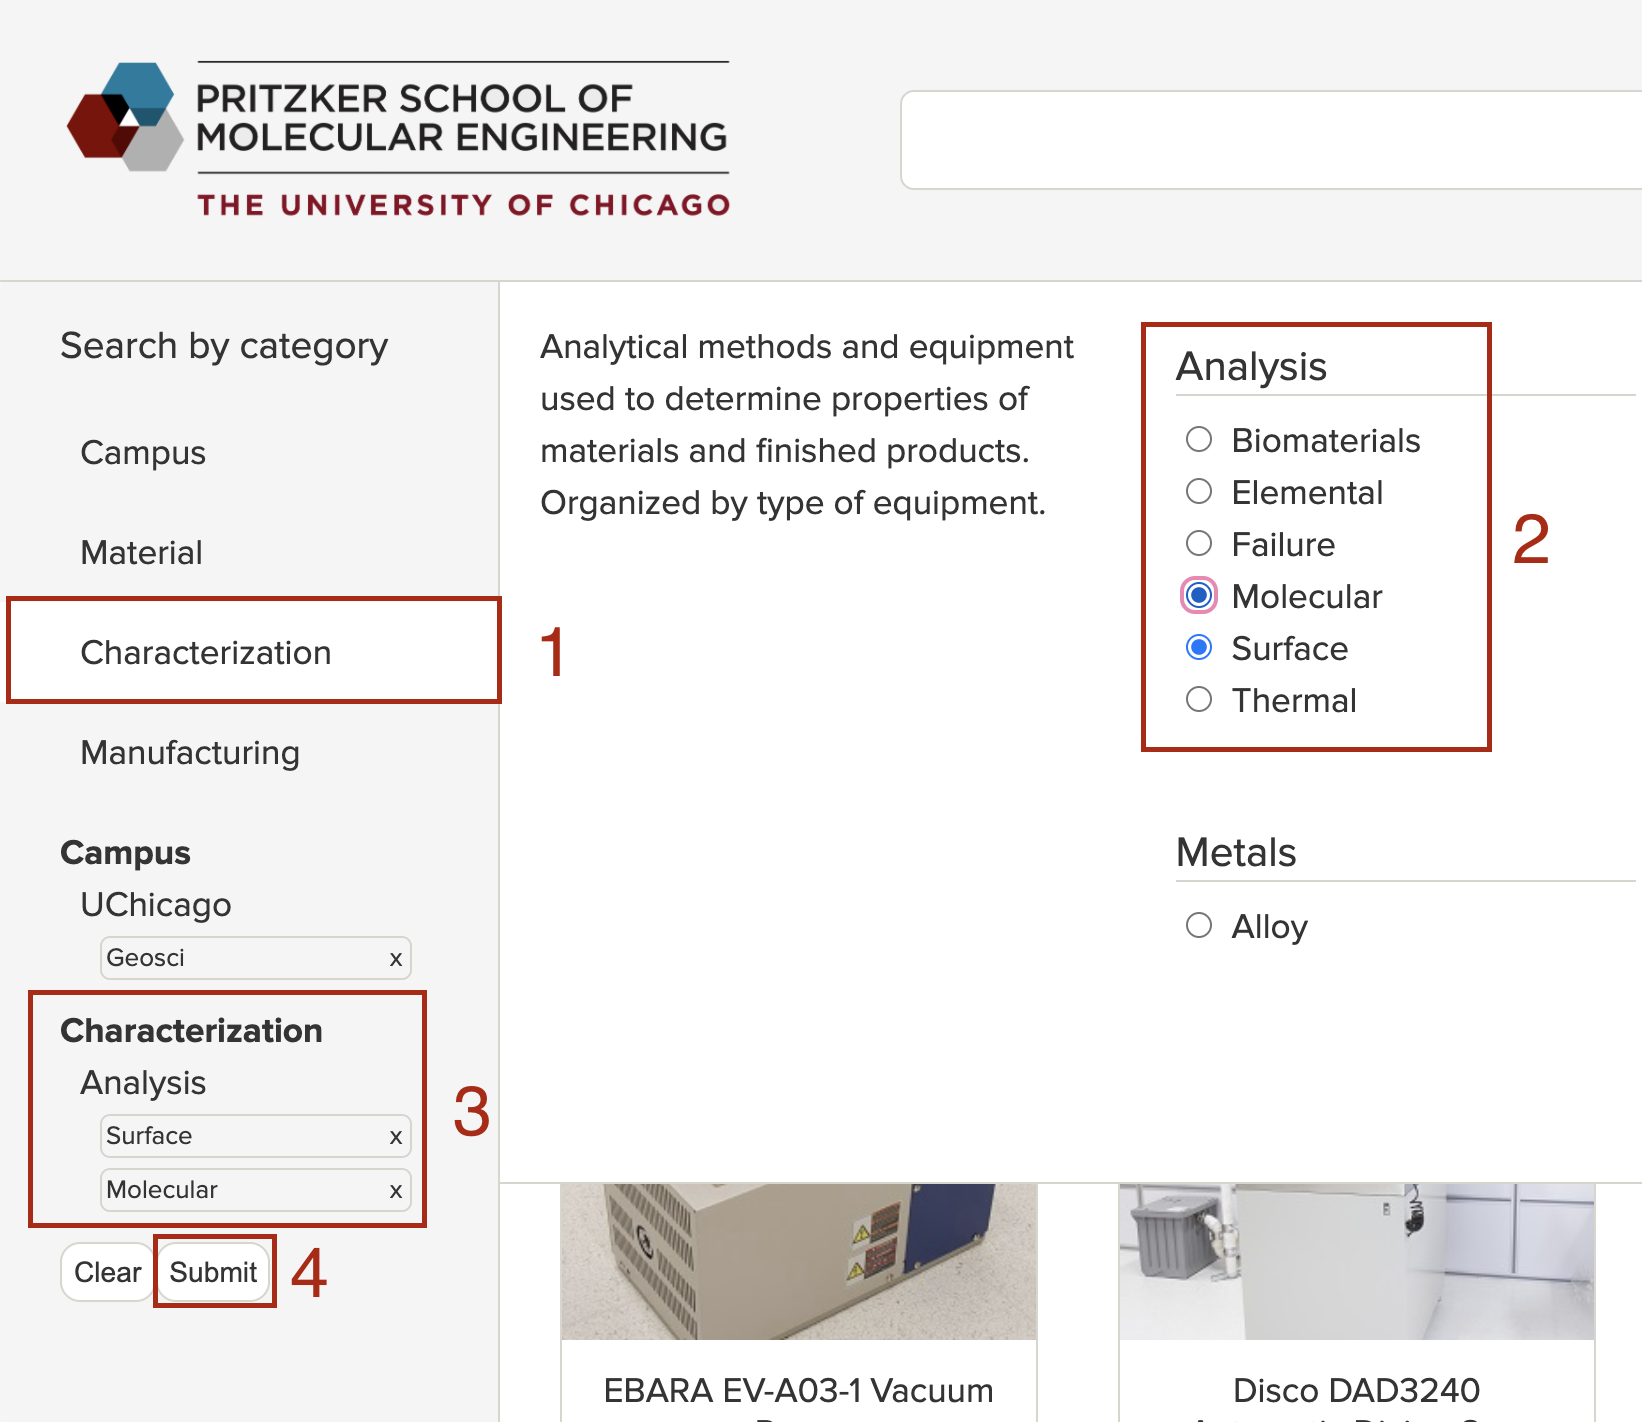 PRITZKER SCHOOL OF
MOLECULAR ENGINEERING
THE UNIVERSITY OF CHICAGO
Search by category
Campus
Material
Characterization
1
Manufacturing
Campus
UChicago
Geosci x
Characterization
Analysis
Surface x
Molecular x
3
Clear Submit 4
Analytical methods and equipment
used to determine properties of
materials and finished products.
Organized by type of equipment.
Analysis
Biomaterials
Elemental
Failure
Molecular
Surface
Thermal
2
Metals
Alloy
EBARA EV-A03-1 Vacuum
Disco DAD3240